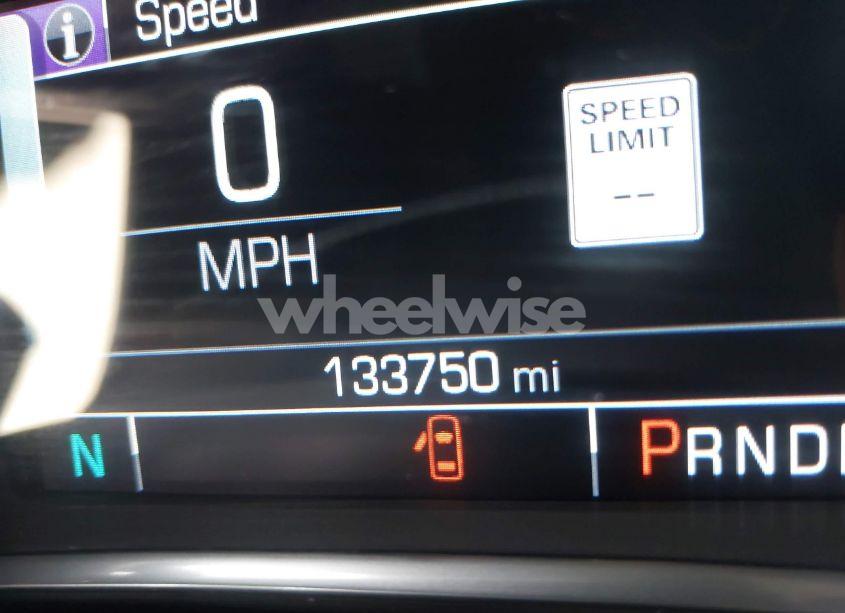 i Speed
0
SPEED
LIMIT
--
MPH
wheelwise
133750 mi
N
PRND